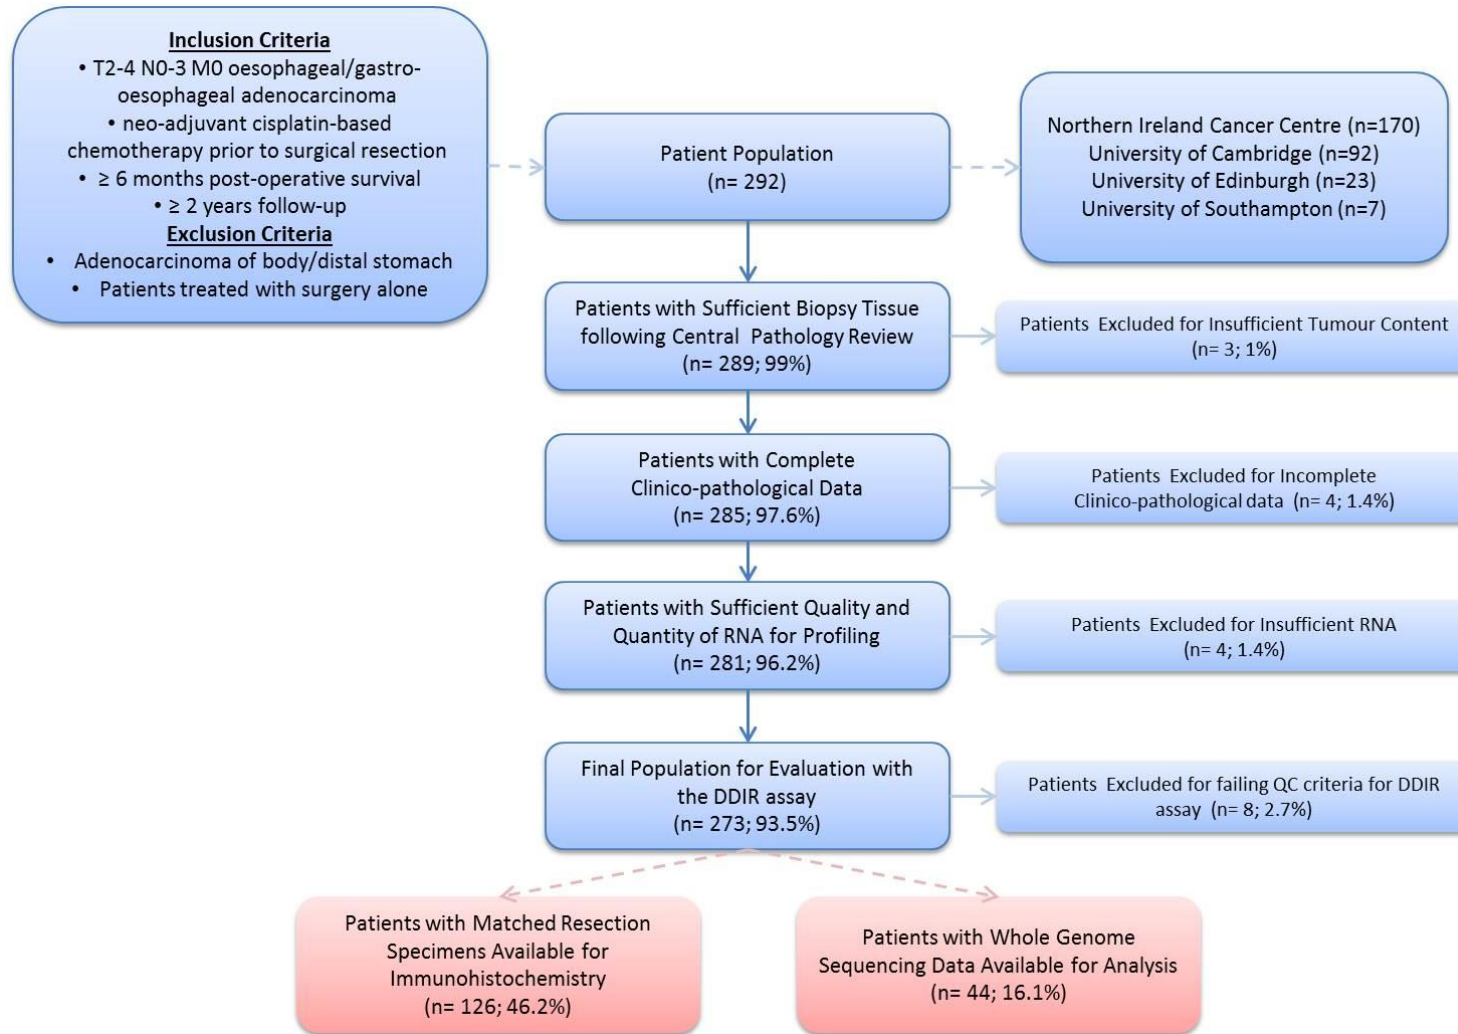 Inclusion Criteria
• T2-4 N0-3 M0 oesophageal/gastro-
oesophageal adenocarcinoma
• neo-adjuvant cisplatin-based
chemotherapy prior to surgical resection
• ≥ 6 months post-operative survival
• ≥ 2 years follow-up
Exclusion Criteria
• Adenocarcinoma of body/distal stomach
• Patients treated with surgery alone
Patient Population
(n= 292)
Northern Ireland Cancer Centre (n=170)
University of Cambridge (n=92)
University of Edinburgh (n=23)
University of Southampton (n=7)
Patients with Sufficient Biopsy Tissue
following Central Pathology Review
(n= 289; 99%)
Patients Excluded for Insufficient Tumour Content
(n= 3; 1%)
Patients with Complete
Clinico-pathological Data
(n= 285; 97.6%)
Patients Excluded for Incomplete
Clinico-pathological data (n= 4; 1.4%)
Patients with Sufficient Quality and
Quantity of RNA for Profiling
(n= 281; 96.2%)
Patients Excluded for Insufficient RNA
(n= 4; 1.4%)
Final Population for Evaluation with
the DDIR assay
(n= 273; 93.5%)
Patients Excluded for failing QC criteria for DDIR
assay (n= 8; 2.7%)
Patients with Matched Resection
Specimens Available for
Immunohistochemistry
(n= 126; 46.2%)
Patients with Whole Genome
Sequencing Data Available for Analysis
(n= 44; 16.1%)